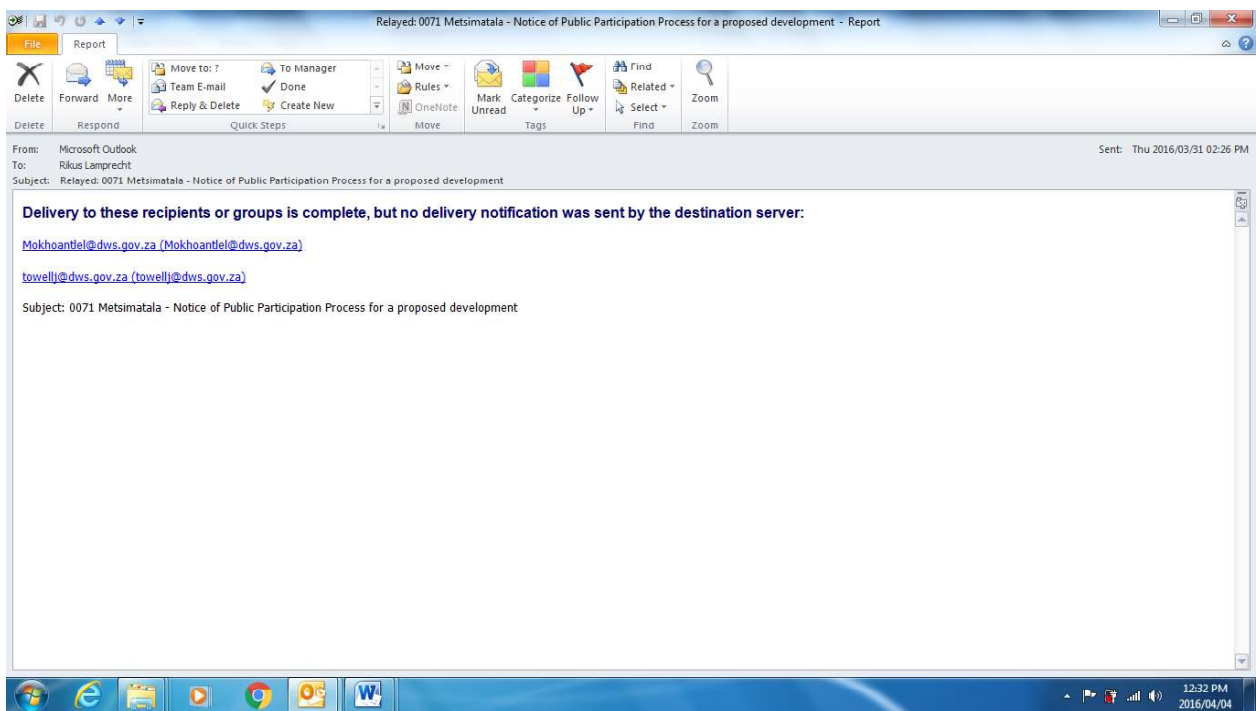 Relayed: 0071 Metsimatala - Notice of Public Participation Process for a proposed development - Report
File Report
Delete
Forward More
Move to: ? To Manager
Team E-mail Done
Reply & Delete Create New
Move
Rules
OneNote
Mark Unread
Categorize
Follow Up
Find
Related
Select
Zoom
Delete Respond Quick Steps Move Tags Find Zoom
From: Microsoft Outlook Sent: Thu 2016/03/31 02:26 PM
To: Rikus Lamprecht
Subject: Relayed: 0071 Metsimatala - Notice of Public Participation Process for a proposed development
Delivery to these recipients or groups is complete, but no delivery notification was sent by the destination server:
Mokhoantlel@dws.gov.za (Mokhoantlel@dws.gov.za)
towellj@dws.gov.za (towellj@dws.gov.za)
Subject: 0071 Metsimatala - Notice of Public Participation Process for a proposed development
12:32 PM
2016/04/04